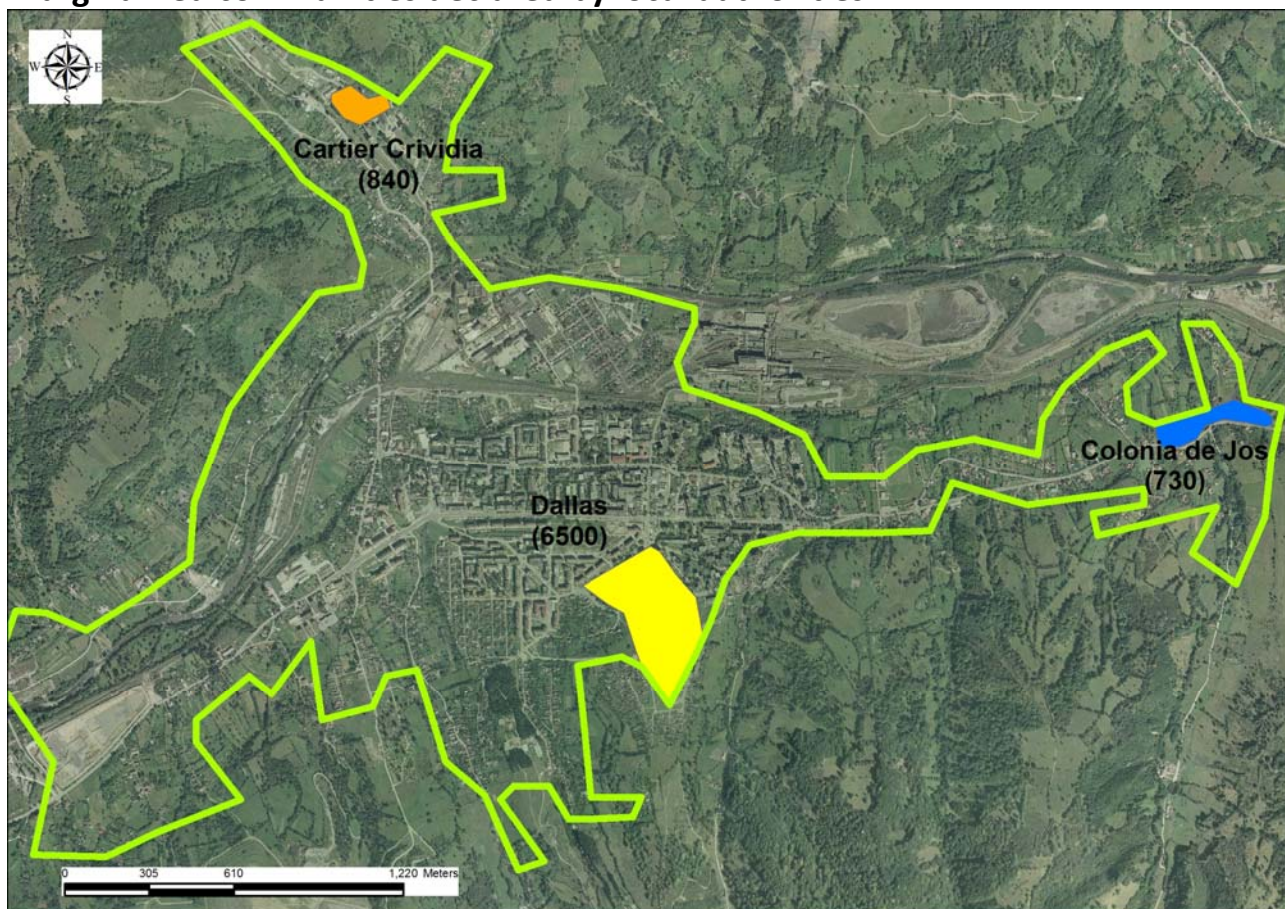 N
W E
S
Cartier Crividia
(840)
Colonia de Jos
(730)
Dallas
(6500)
0 305 610 1,220 Meters